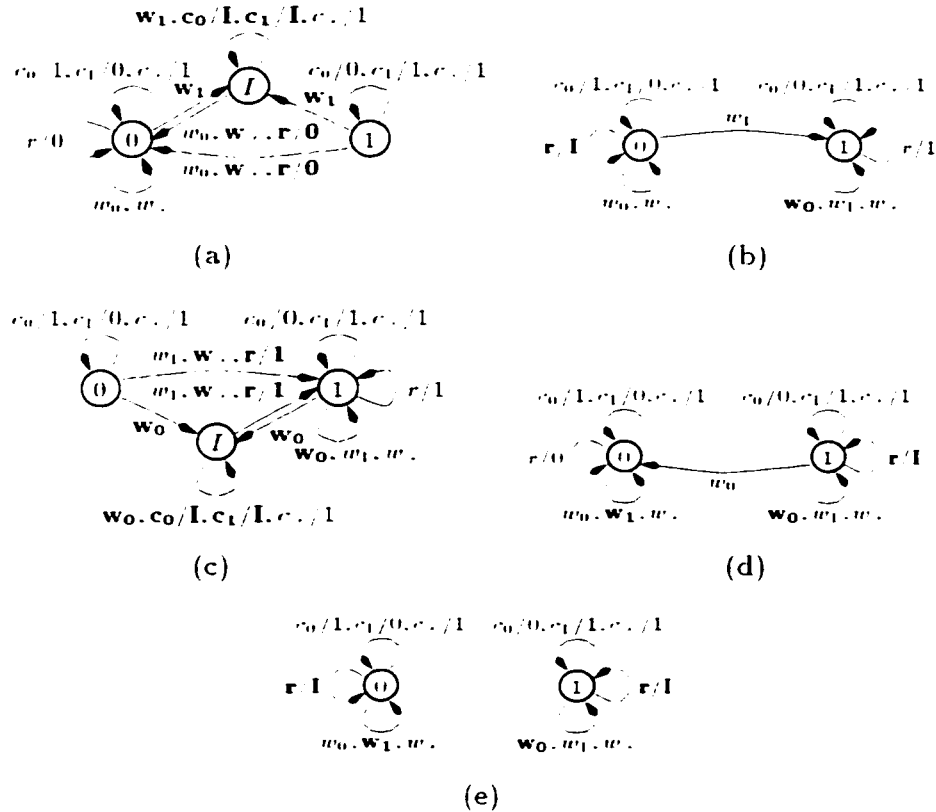 w₁.c₀/I.c₁/I.c./1
c₀ 1.c₁/0.c./1
c₀/0.c₁/1.c./1
w₁
I
w₁
r/0
0
w₀.w..r/0
1
w₀.w..r/0
w₀.w.
(a)
c₀/1.c₁/0.c./1
c₀/0.c₁/1.c./1
w₁
r/I
0
1
r/1
w₀.w.
w₀.w₁.w.
(b)
c₀/1.c₁/0.c./1
c₀/0.c₁/1.c./1
w₁.w..r/1
0
w₁.w..r/1
1
r/1
w₀
I
w₀
w₀.w₁.w.
w₀.c₀/I.c₁/I.c./1
(c)
c₀/1.c₁/0.c./1
c₀/0.c₁/1.c./1
r/0
0
1
r/I
w₀
w₀.w₁.w.
w₀.w₁.w.
(d)
c₀/1.c₁/0.c./1
c₀/0.c₁/1.c./1
r/I
0
1
r/I
w₀.w₁.w.
w₀.w₁.w.
(e)